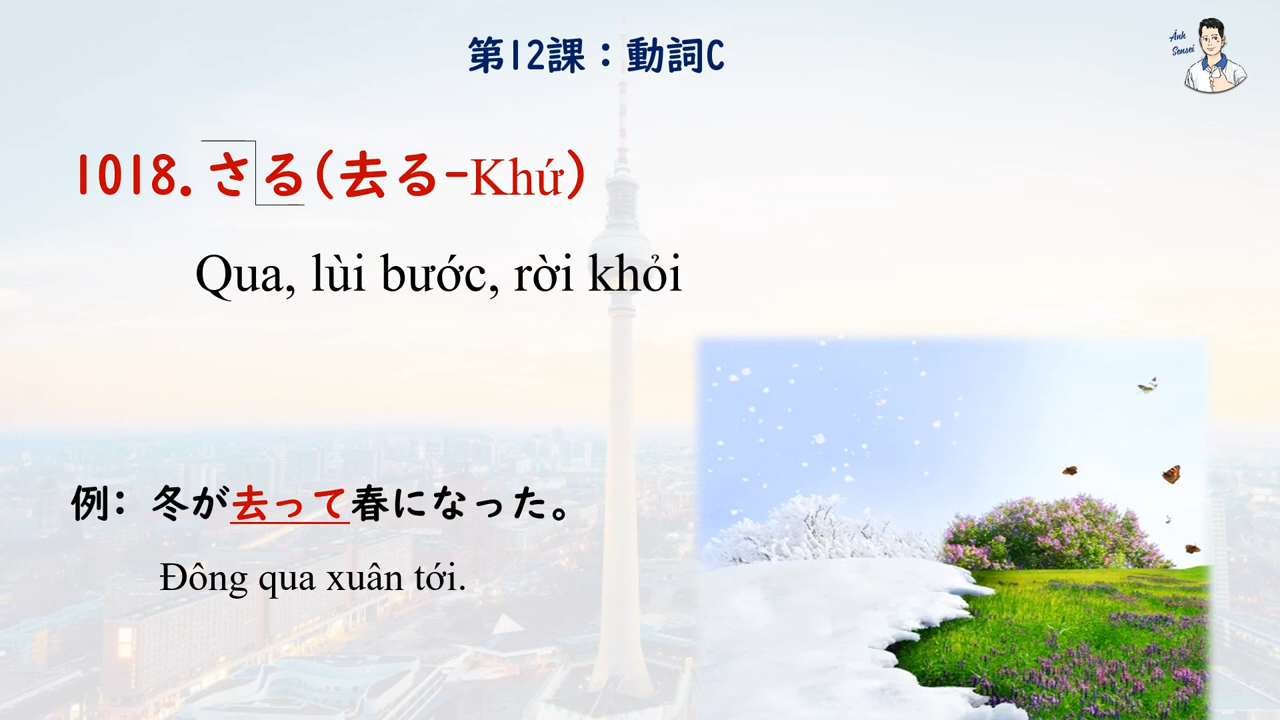 第12課：動詞C
Anh
Sensei
1018. さる(去る-Khứ)
Qua, lùi bước, rời khỏi
例: 冬が去って春になった。
Đông qua xuân tới.